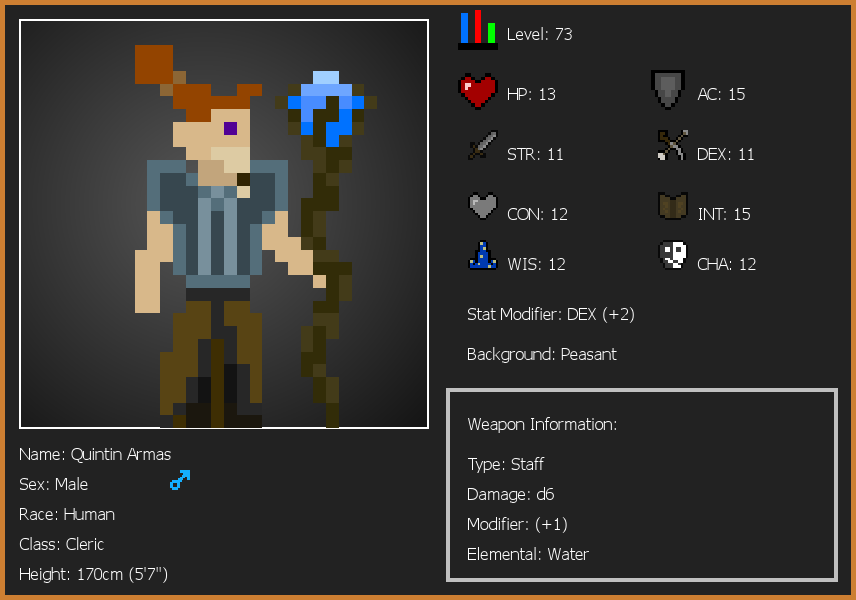 Level: 73
HP: 13
AC: 15
STR: 11
DEX: 11
CON: 12
INT: 15
WIS: 12
CHA: 12
Stat Modifier: DEX (+2)
Background: Peasant
Weapon Information:
Type: Staff
Damage: d6
Modifier: (+1)
Elemental: Water
Name: Quintin Armas
Sex: Male
Race: Human
Class: Cleric
Height: 170cm (5'7")